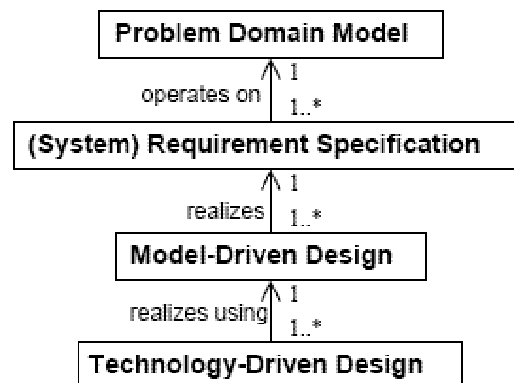 Problem Domain Model
1
operates on
1..*
(System) Requirement Specification
1
realizes
1..*
Model-Driven Design
1
realizes using
1..*
Technology-Driven Design